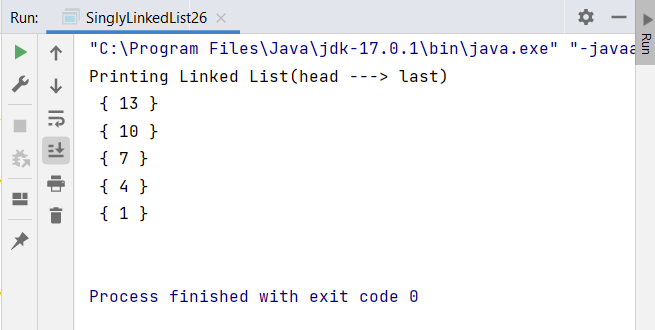 Run: SinglyLinkedList26
Run
"C:\Program Files\Java\jdk-17.0.1\bin\java.exe" "-javaa
Printing Linked List(head ---> last)
{ 13 }
{ 10 }
{ 7 }
{ 4 }
{ 1 }
Process finished with exit code 0